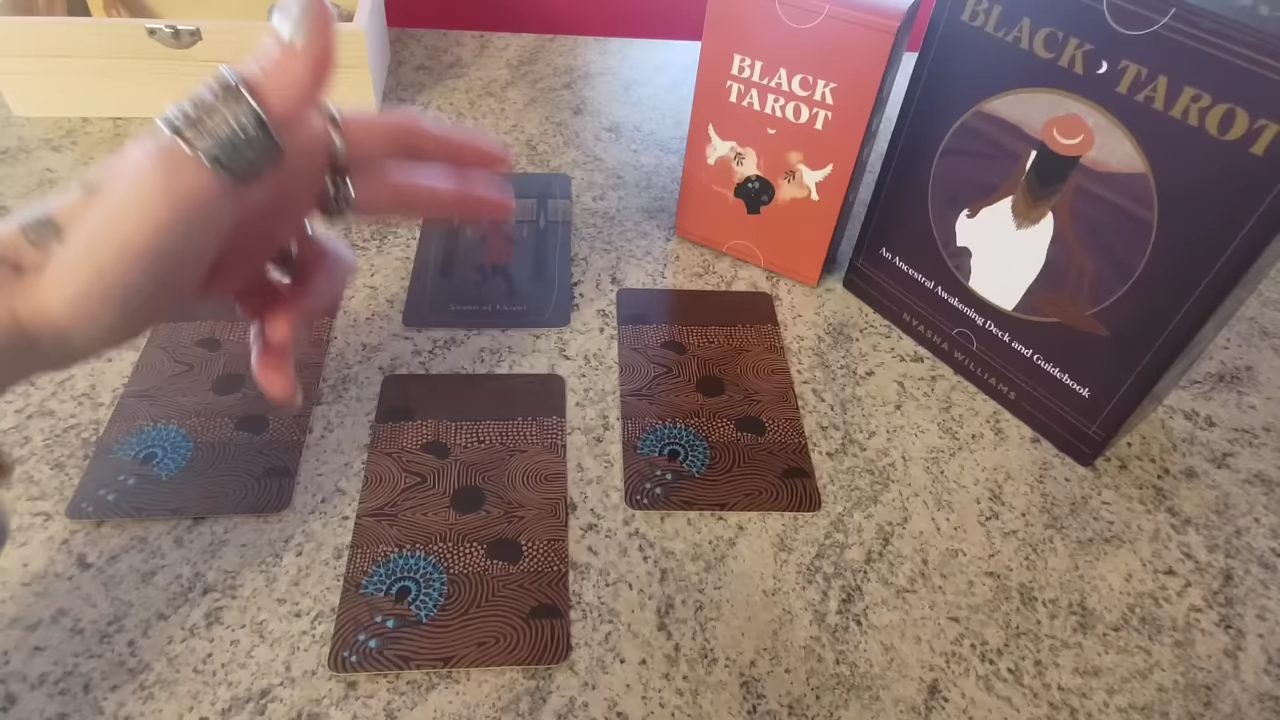 BLACK
TAROT
BLACK TAROT
An Ancestral Awakening Deck and Guidebook
NYASHA WILLIAMS